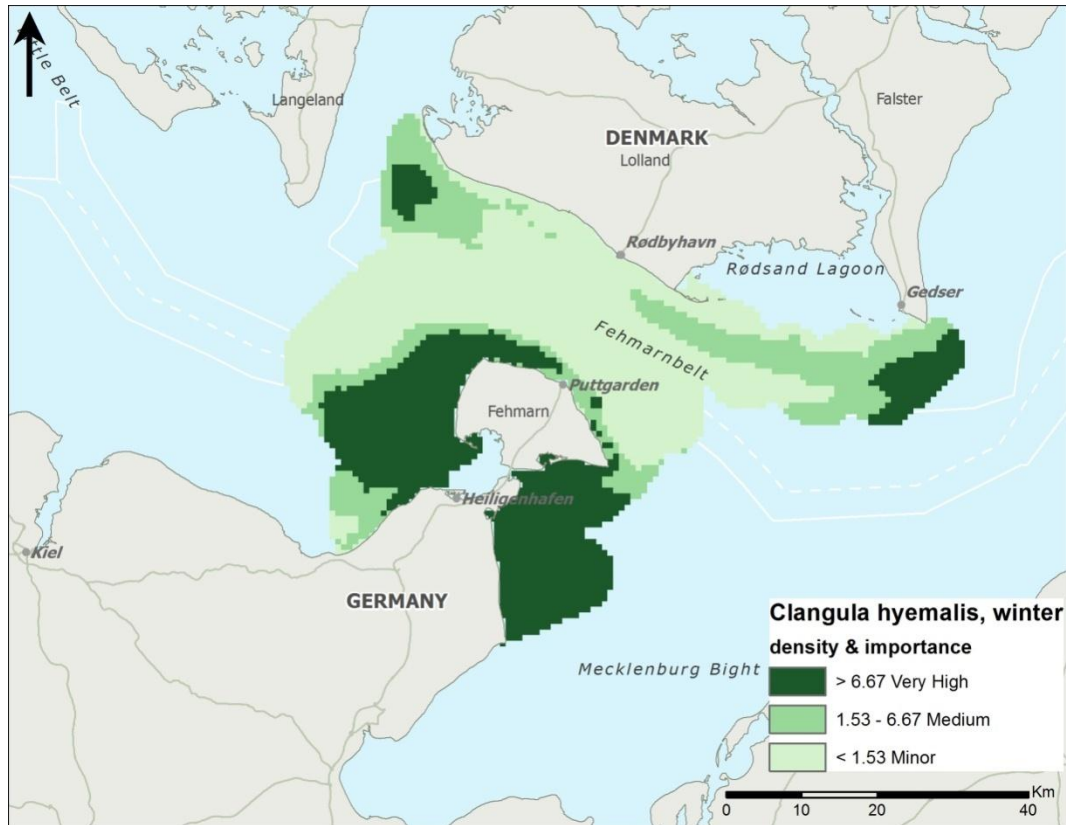 ttle Belt
Langeland
Falster
DENMARK
Lolland
Rødbyhavn
Rødsand Lagoon
Gedser
Fehmarnbelt
Puttgarden
Fehmarn
Heiligenhafen
Kiel
GERMANY
Mecklenburg Bight
Clangula hyemalis, winter
density & importance
> 6.67 Very High
1.53 - 6.67 Medium
< 1.53 Minor
Km
0 10 20 40